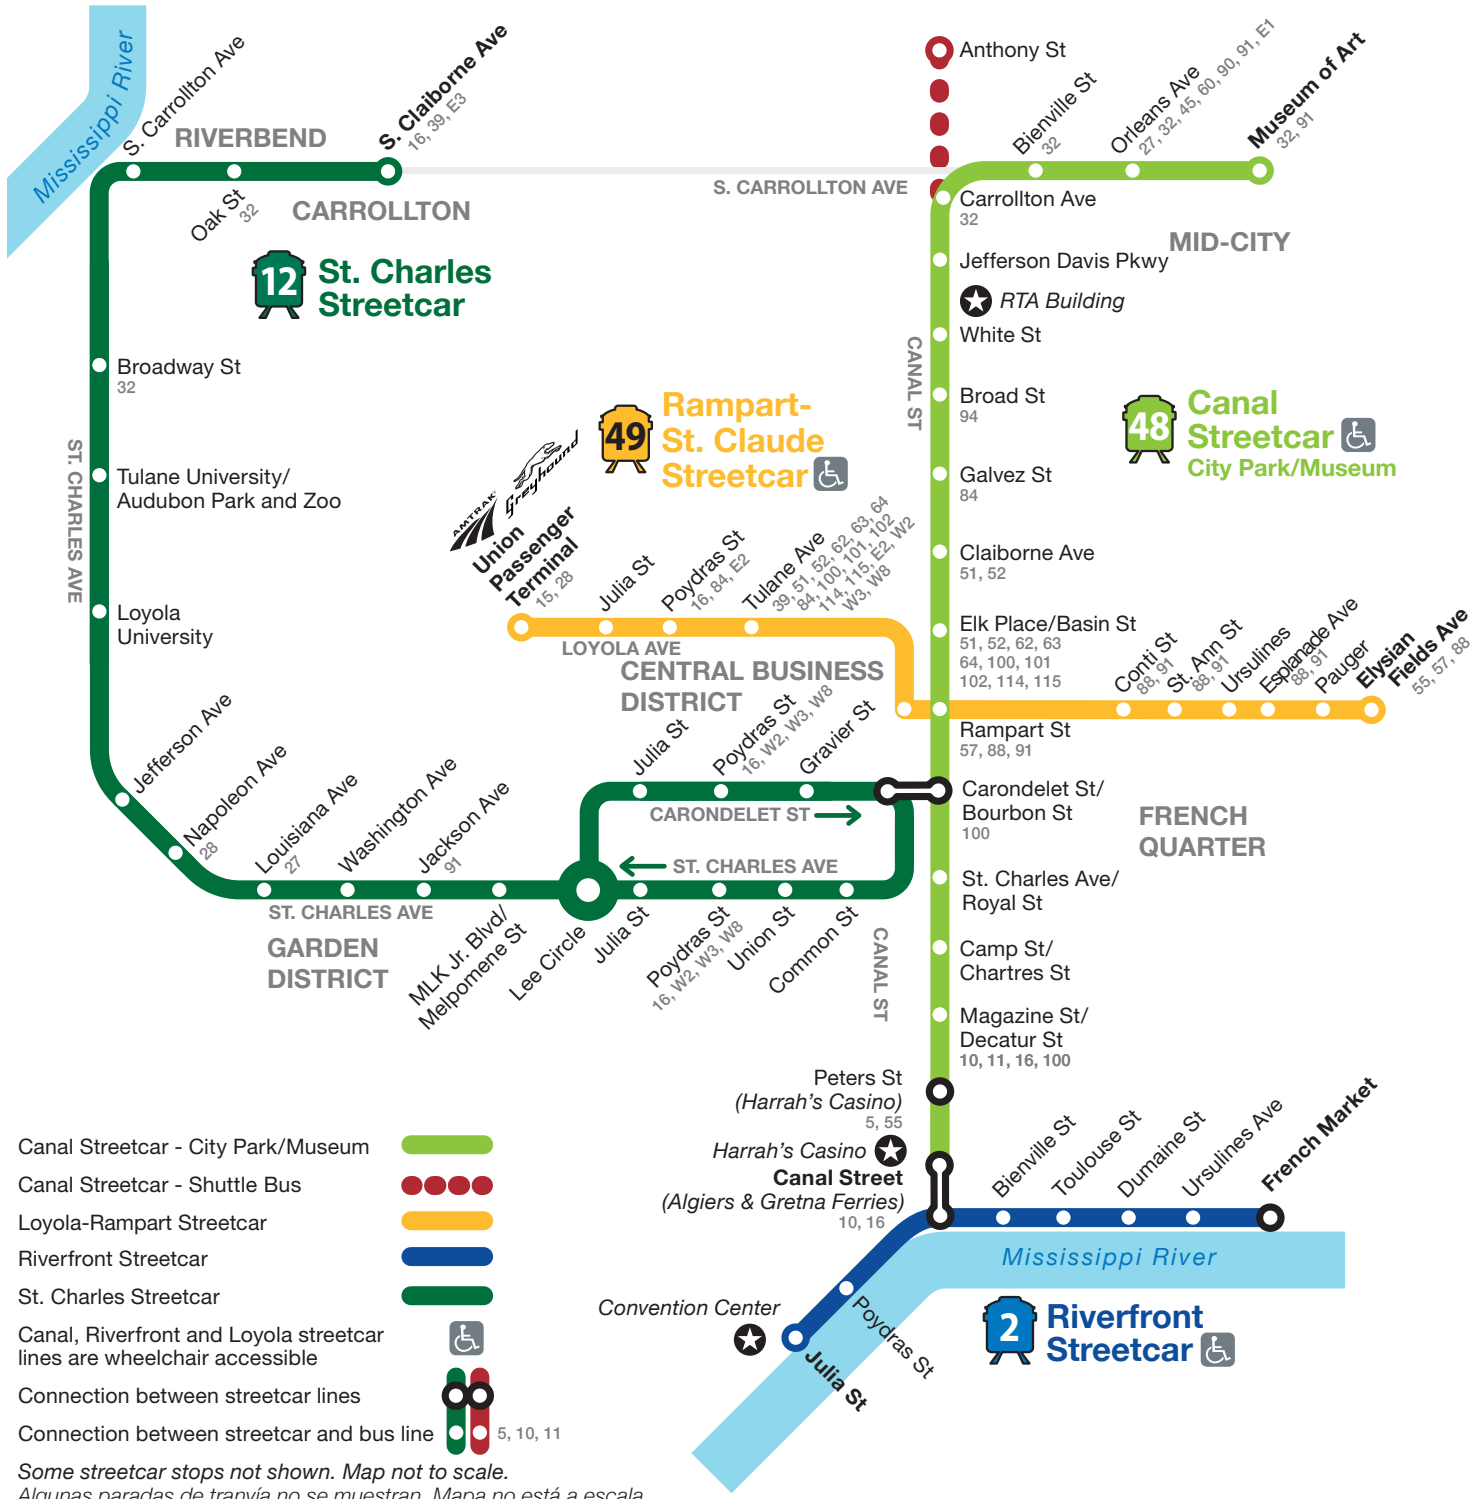 Mississippi River
S. Carrollton Ave
RIVERBEND
S. Claiborne Ave
16, 39, E3
Oak St
32
CARROLLTON
12
St. Charles
Streetcar
S. CARROLLTON AVE
Anthony St
Bienville St
32
Orleans Ave
27, 32, 45, 60, 90, 91, E1
Museum of Art
32, 91
Carrollton Ave
32
MID-CITY
Jefferson Davis Pkwy
RTA Building
White St
CANAL ST
Broad St
94
48
Canal
Streetcar
City Park/Museum
Galvez St
84
Claiborne Ave
51, 52
Elk Place/Basin St
51, 52, 62, 63
64, 100, 101
102, 114, 115
Broadway St
32
ST. CHARLES AVE
Tulane University/
Audubon Park and Zoo
Loyola
University
49
Rampart-
St. Claude
Streetcar
AMTRAK
Greyhound
Union
Passenger
Terminal
15, 28
Julia St
Poydras St
16, 84, E2
Tulane Ave
39, 51, 52, 62, 63, 64
84, 100, 101, 102
114, 115, E2, W2
W3, W8
LOYOLA AVE
CENTRAL BUSINESS
DISTRICT
Conti St
88, 91
St. Ann St
88, 91
Ursulines
Esplanade Ave
88, 91
Pauger
Elysian
Fields Ave
55, 57, 88
Rampart St
57, 88, 91
Jefferson Ave
Napoleon Ave
28
Louisiana Ave
27
Washington Ave
Jackson Ave
91
Julia St
Poydras St
16, W2, W3, W8
Gravier St
CARONDELET ST
ST. CHARLES AVE
Carondelet St/
Bourbon St
100
FRENCH
QUARTER
ST. CHARLES AVE
GARDEN
DISTRICT
MLK Jr. Blvd/
Melpomene St
Lee Circle
Julia St
Poydras St
16, W2, W3, W8
Union St
Common St
CANAL ST
St. Charles Ave/
Royal St
Camp St/
Chartres St
Magazine St/
Decatur St
10, 11, 16, 100
Peters St
(Harrah's Casino)
5, 55
Harrah's Casino
Canal Street
(Algiers & Gretna Ferries)
10, 16
Bienville St
Toulouse St
Dumaine St
Ursulines Ave
French Market
Mississippi River
Convention Center
Poydras St
Julia St
2
Riverfront
Streetcar
Canal Streetcar - City Park/Museum
Canal Streetcar - Shuttle Bus
Loyola-Rampart Streetcar
Riverfront Streetcar
St. Charles Streetcar
Canal, Riverfront and Loyola streetcar
lines are wheelchair accessible
Connection between streetcar lines
Connection between streetcar and bus line
5, 10, 11
Some streetcar stops not shown. Map not to scale.
Algunas paradas de tranvía no se muestran. Mapa no está a escala.